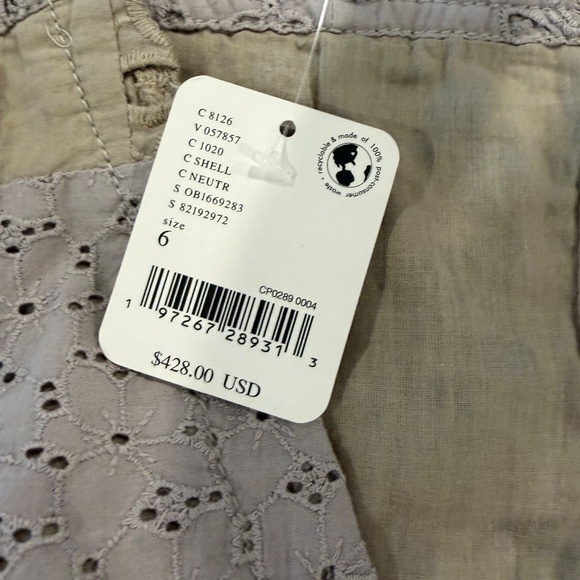 C 8126
V 057857
C 1020
C SHELL
C NEUTR
S OB1669283
S 82192972
size
6
recyclable & made of 100% post-consumer waste •
CP0289 0004
1 97267 28931 3
$428.00 USD